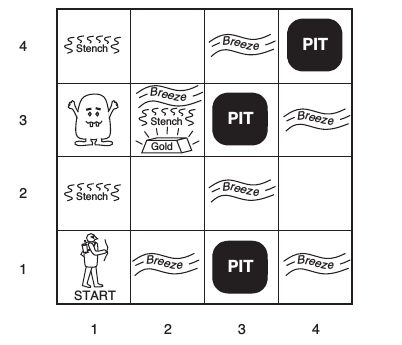 4
Stench
Breeze
PIT
3
Breeze
Stench
Gold
PIT
Breeze
2
Stench
Breeze
1
START
Breeze
PIT
Breeze
1 2 3 4